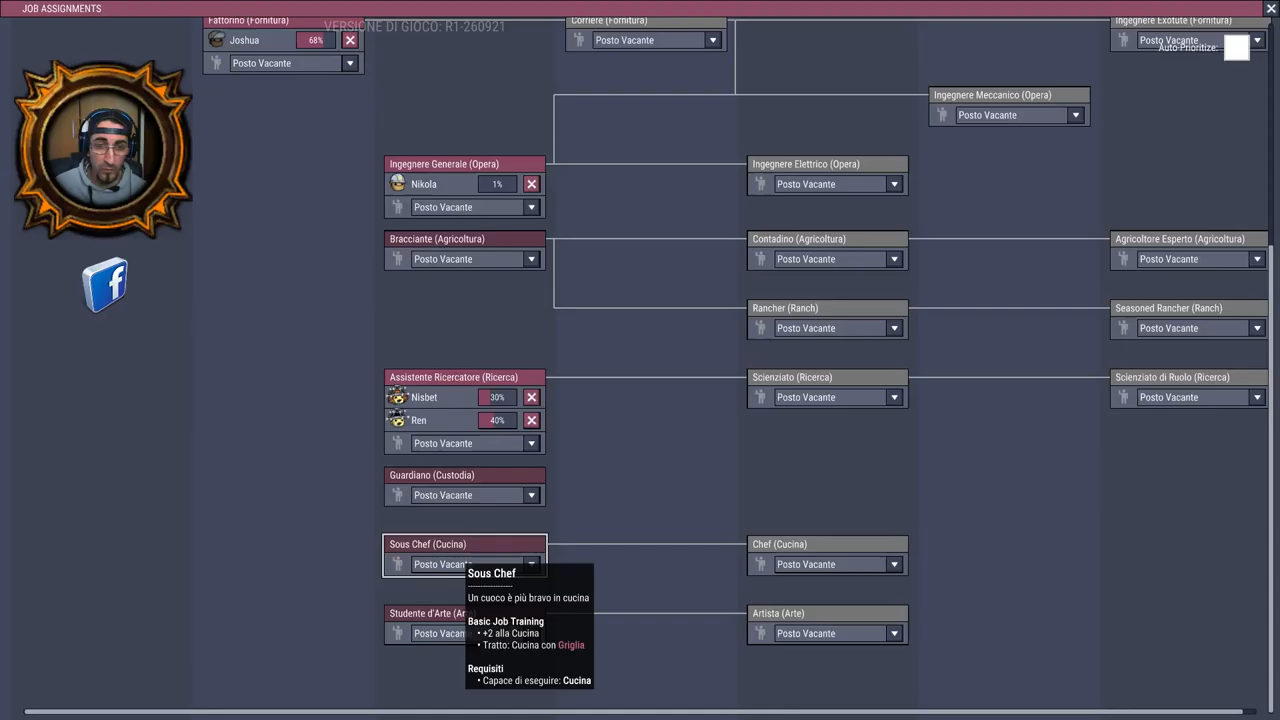 JOB ASSIGNMENTS
VERSIONE DI GIOCO: R1-260921
Fattorino (Fornitura)
Joshua 68%
Posto Vacante
Corriere (Fornitura)
Posto Vacante
Ingegnere Exotute (Fornitura)
Posto Vacante
Auto-Prioritize:
Ingegnere Meccanico (Opera)
Posto Vacante
Ingegnere Generale (Opera)
Nikola 1%
Posto Vacante
Ingegnere Elettrico (Opera)
Posto Vacante
Bracciante (Agricoltura)
Posto Vacante
Contadino (Agricoltura)
Posto Vacante
Agricoltore Esperto (Agricoltura)
Posto Vacante
Rancher (Ranch)
Posto Vacante
Seasoned Rancher (Ranch)
Posto Vacante
Assistente Ricercatore (Ricerca)
Nisbet 30%
Ren 40%
Posto Vacante
Scienziato (Ricerca)
Posto Vacante
Scienziato di Ruolo (Ricerca)
Posto Vacante
Guardiano (Custodia)
Posto Vacante
Sous Chef (Cucina)
Posto Vacante
Chef (Cucina)
Posto Vacante
Studente d'Arte (Ar
Posto Vacante
Artista (Arte)
Posto Vacante
Sous Chef
Un cuoco è più bravo in cucina
Basic Job Training
• +2 alla Cucina
• Tratto: Cucina con Griglia
Requisiti
• Capace di eseguire: Cucina